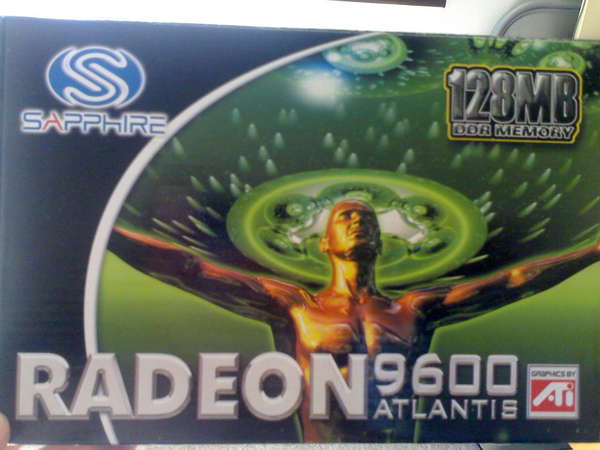 SAPPHIRE
128MB
DDR MEMORY
RADEON 9600
ATLANTIS
GRAPHICS BY
ATi